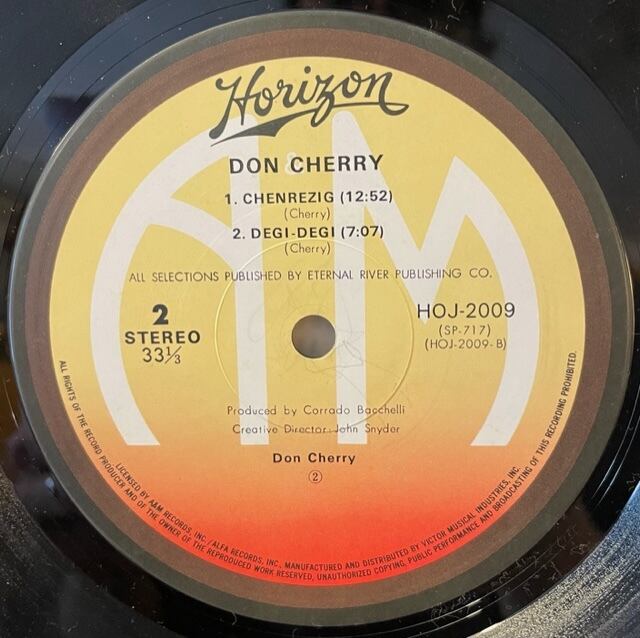 Horizon
DON CHERRY
1. CHENREZIG (12:52)
(Cherry)
2. DEGI-DEGI (7:07)
(Cherry)
ALL SELECTIONS PUBLISHED BY ETERNAL RIVER PUBLISHING CO.
2
STEREO
33⅓
HOJ-2009
(SP-717)
(HOJ-2009-B)
Produced by Corrado Bacchelli
Creative Director: John Snyder
Don Cherry
②
ALL RIGHTS OF THE RECORD PRODUCER AND OF THE OWNER OF THE REPRODUCED WORK RESERVED, UNAUTHORIZED COPYING, PUBLIC PERFORMANCE AND BROADCASTING OF THIS RECORDING PROHIBITED.
LICENSED BY A&M RECORDS, INC./ALFA RECORDS, INC., MANUFACTURED AND DISTRIBUTED BY VICTOR MUSICAL INDUSTRIES, INC.
A&M